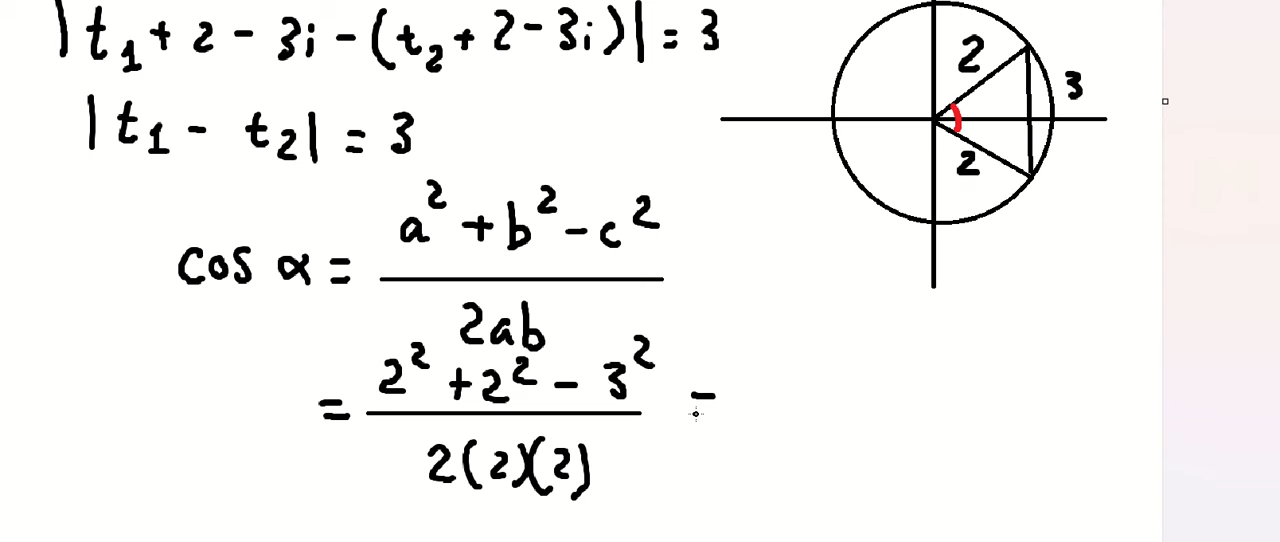 |t₁ + 2 - 3i - (t₂ + 2 - 3i)| = 3
|t₁ - t₂| = 3
2
3
2
a² + b² - c²
cos α =
2ab
2² + 2² - 3²
= -
2(2)(2)